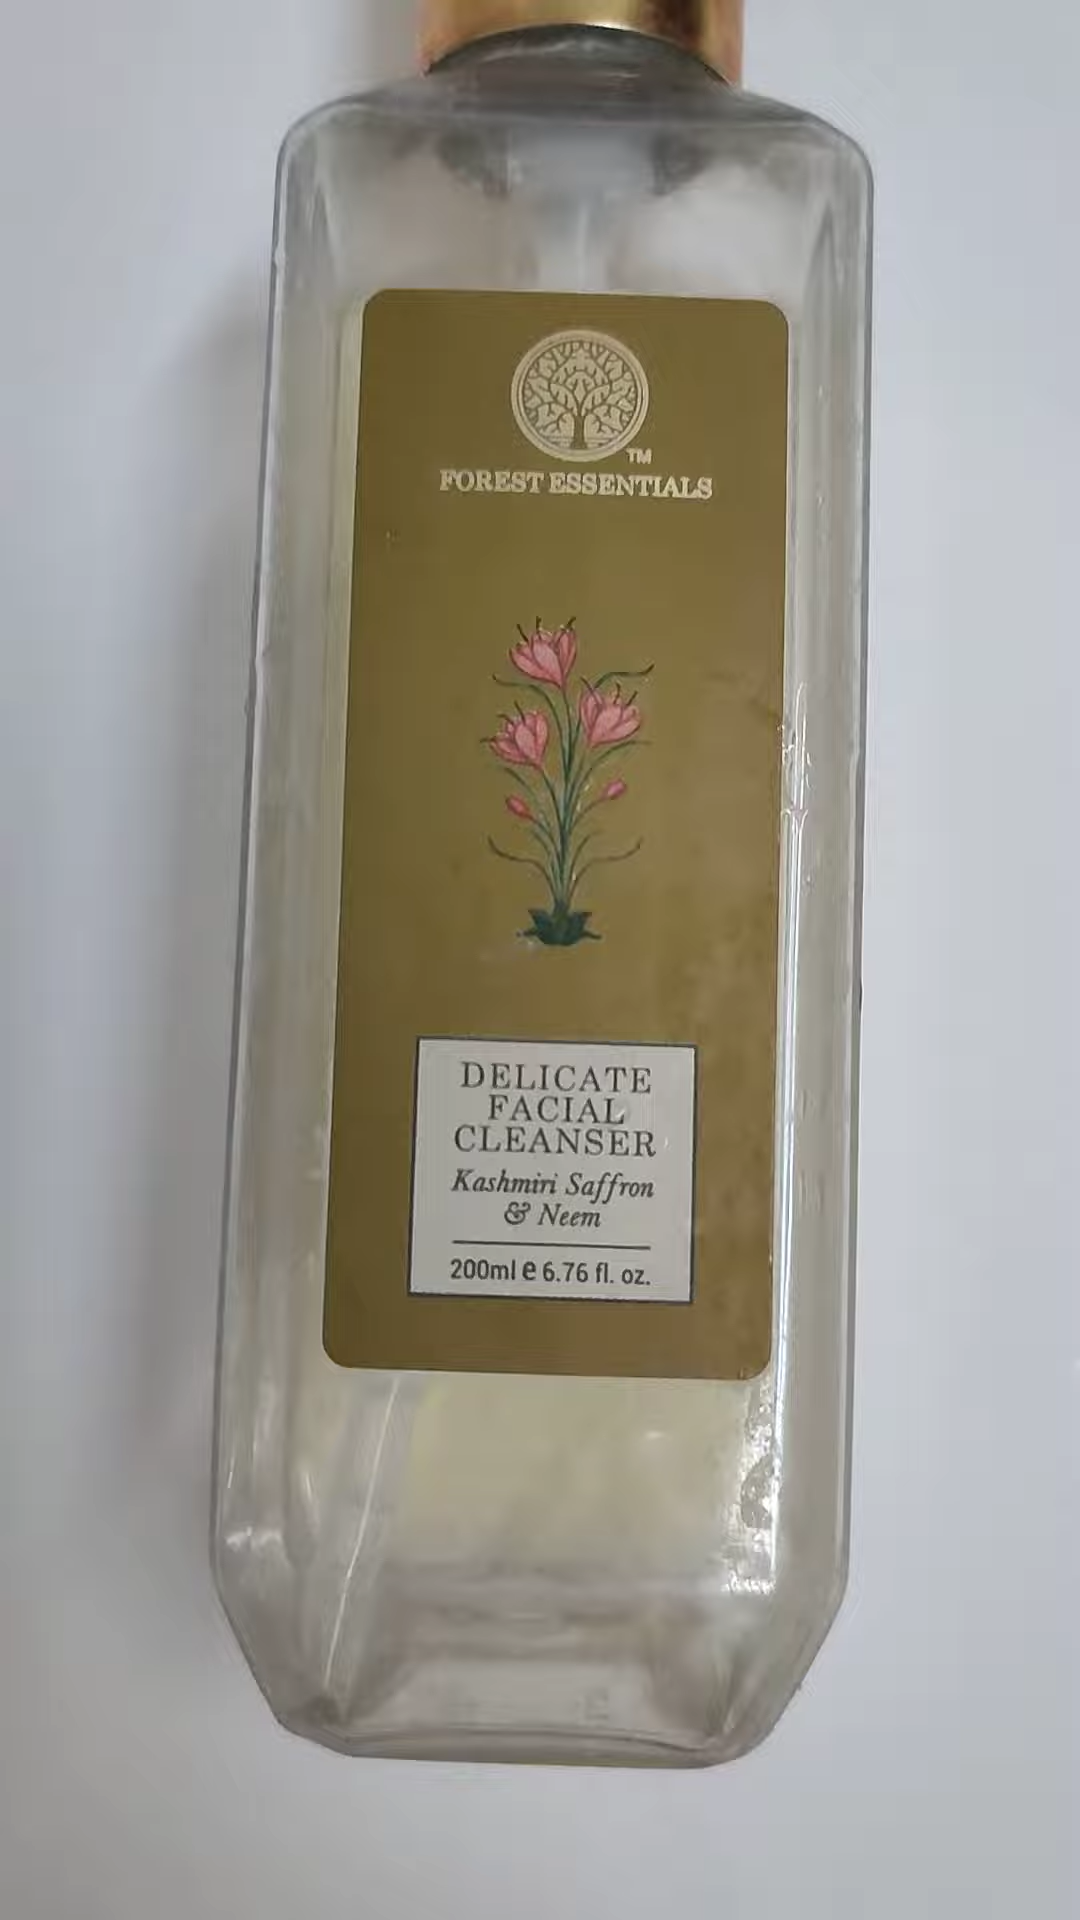 TM
FOREST ESSENTIALS
DELICATE
FACIAL
CLEANSER
Kashmiri Saffron
& Neem
200ml e 6.76 fl. oz.